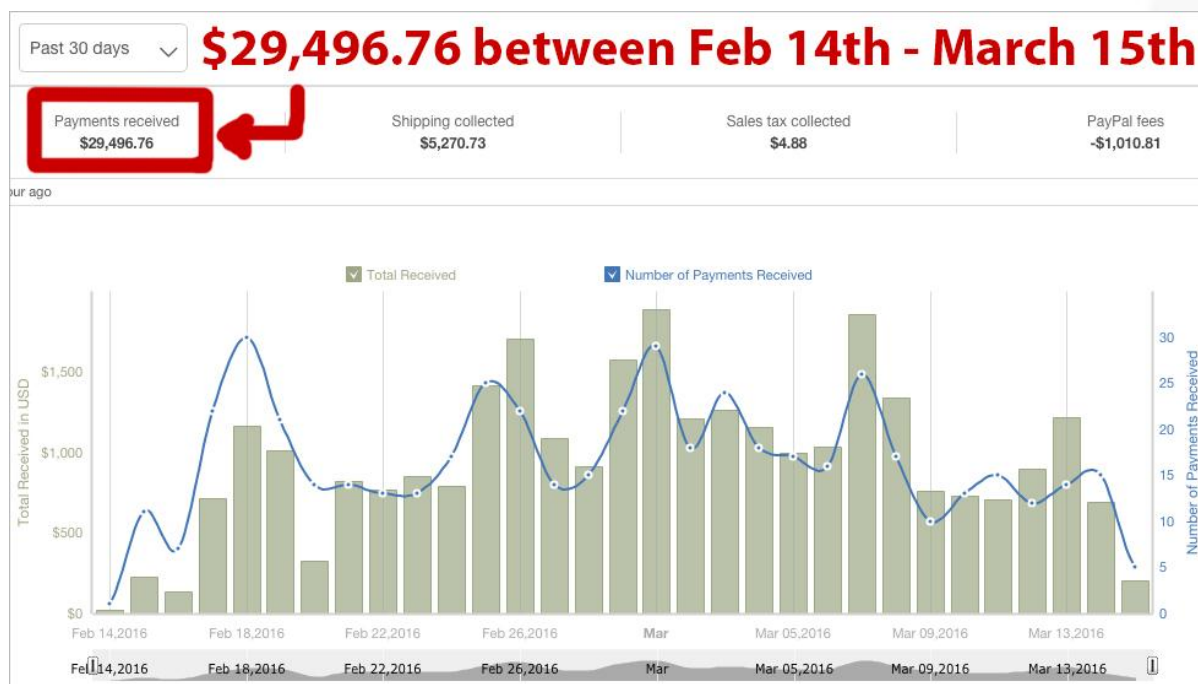 Past 30 days
$29,496.76 between Feb 14th - March 15th
Payments received
$29,496.76
Shipping collected
$5,270.73
Sales tax collected
$4.88
PayPal fees
-$1,010.81
ur ago
Total Received
Number of Payments Received
Total Received in USD
$1,500
$1,000
$500
$0
30
25
20
15
10
5
0
Number of Payments Received
Feb 14,2016
Feb 18,2016
Feb 22,2016
Feb 26,2016
Mar
Mar 05,2016
Mar 09,2016
Mar 13,2016
Feb 14,2016
Feb 18,2016
Feb 22,2016
Feb 26,2016
Mar
Mar 05,2016
Mar 09,2016
Mar 13,2016